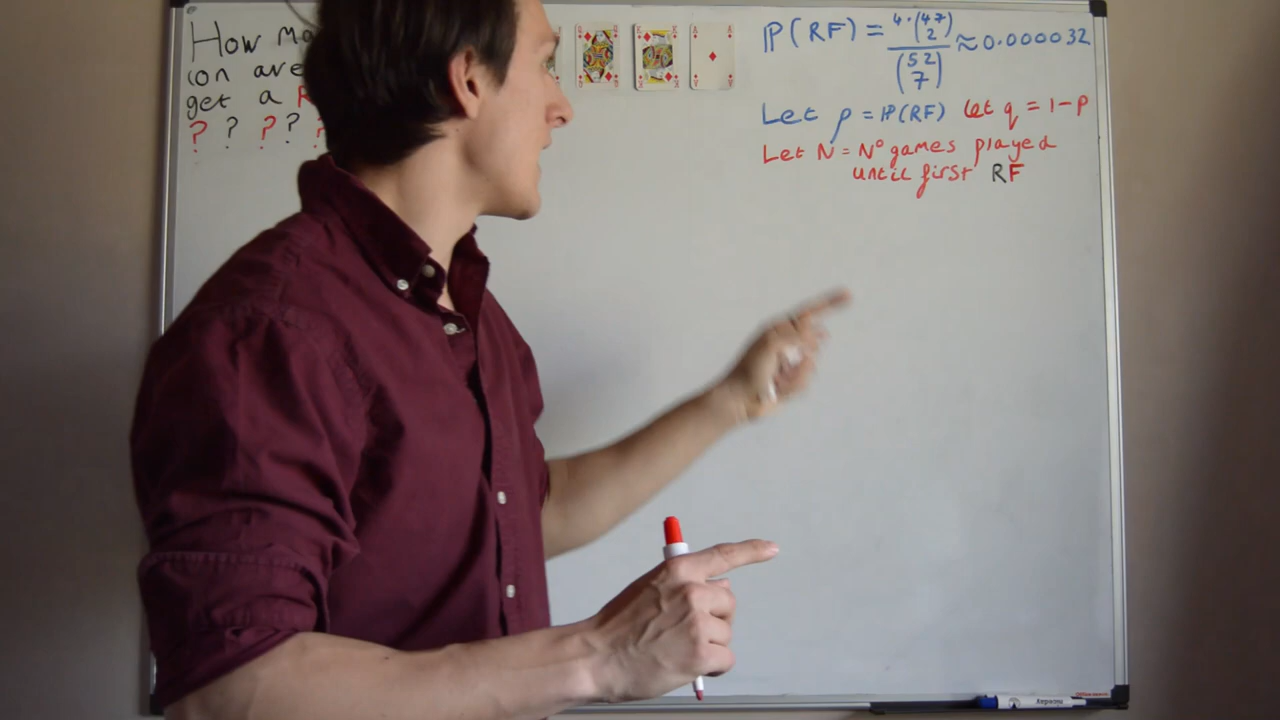 How
on ave
get a R
? ? ? ? ?
P(RF) = 4·(47 2) / (52 7) ≈ 0.000032
Let p = P(RF) let q = 1-p
Let N = Nº games played
until first RF